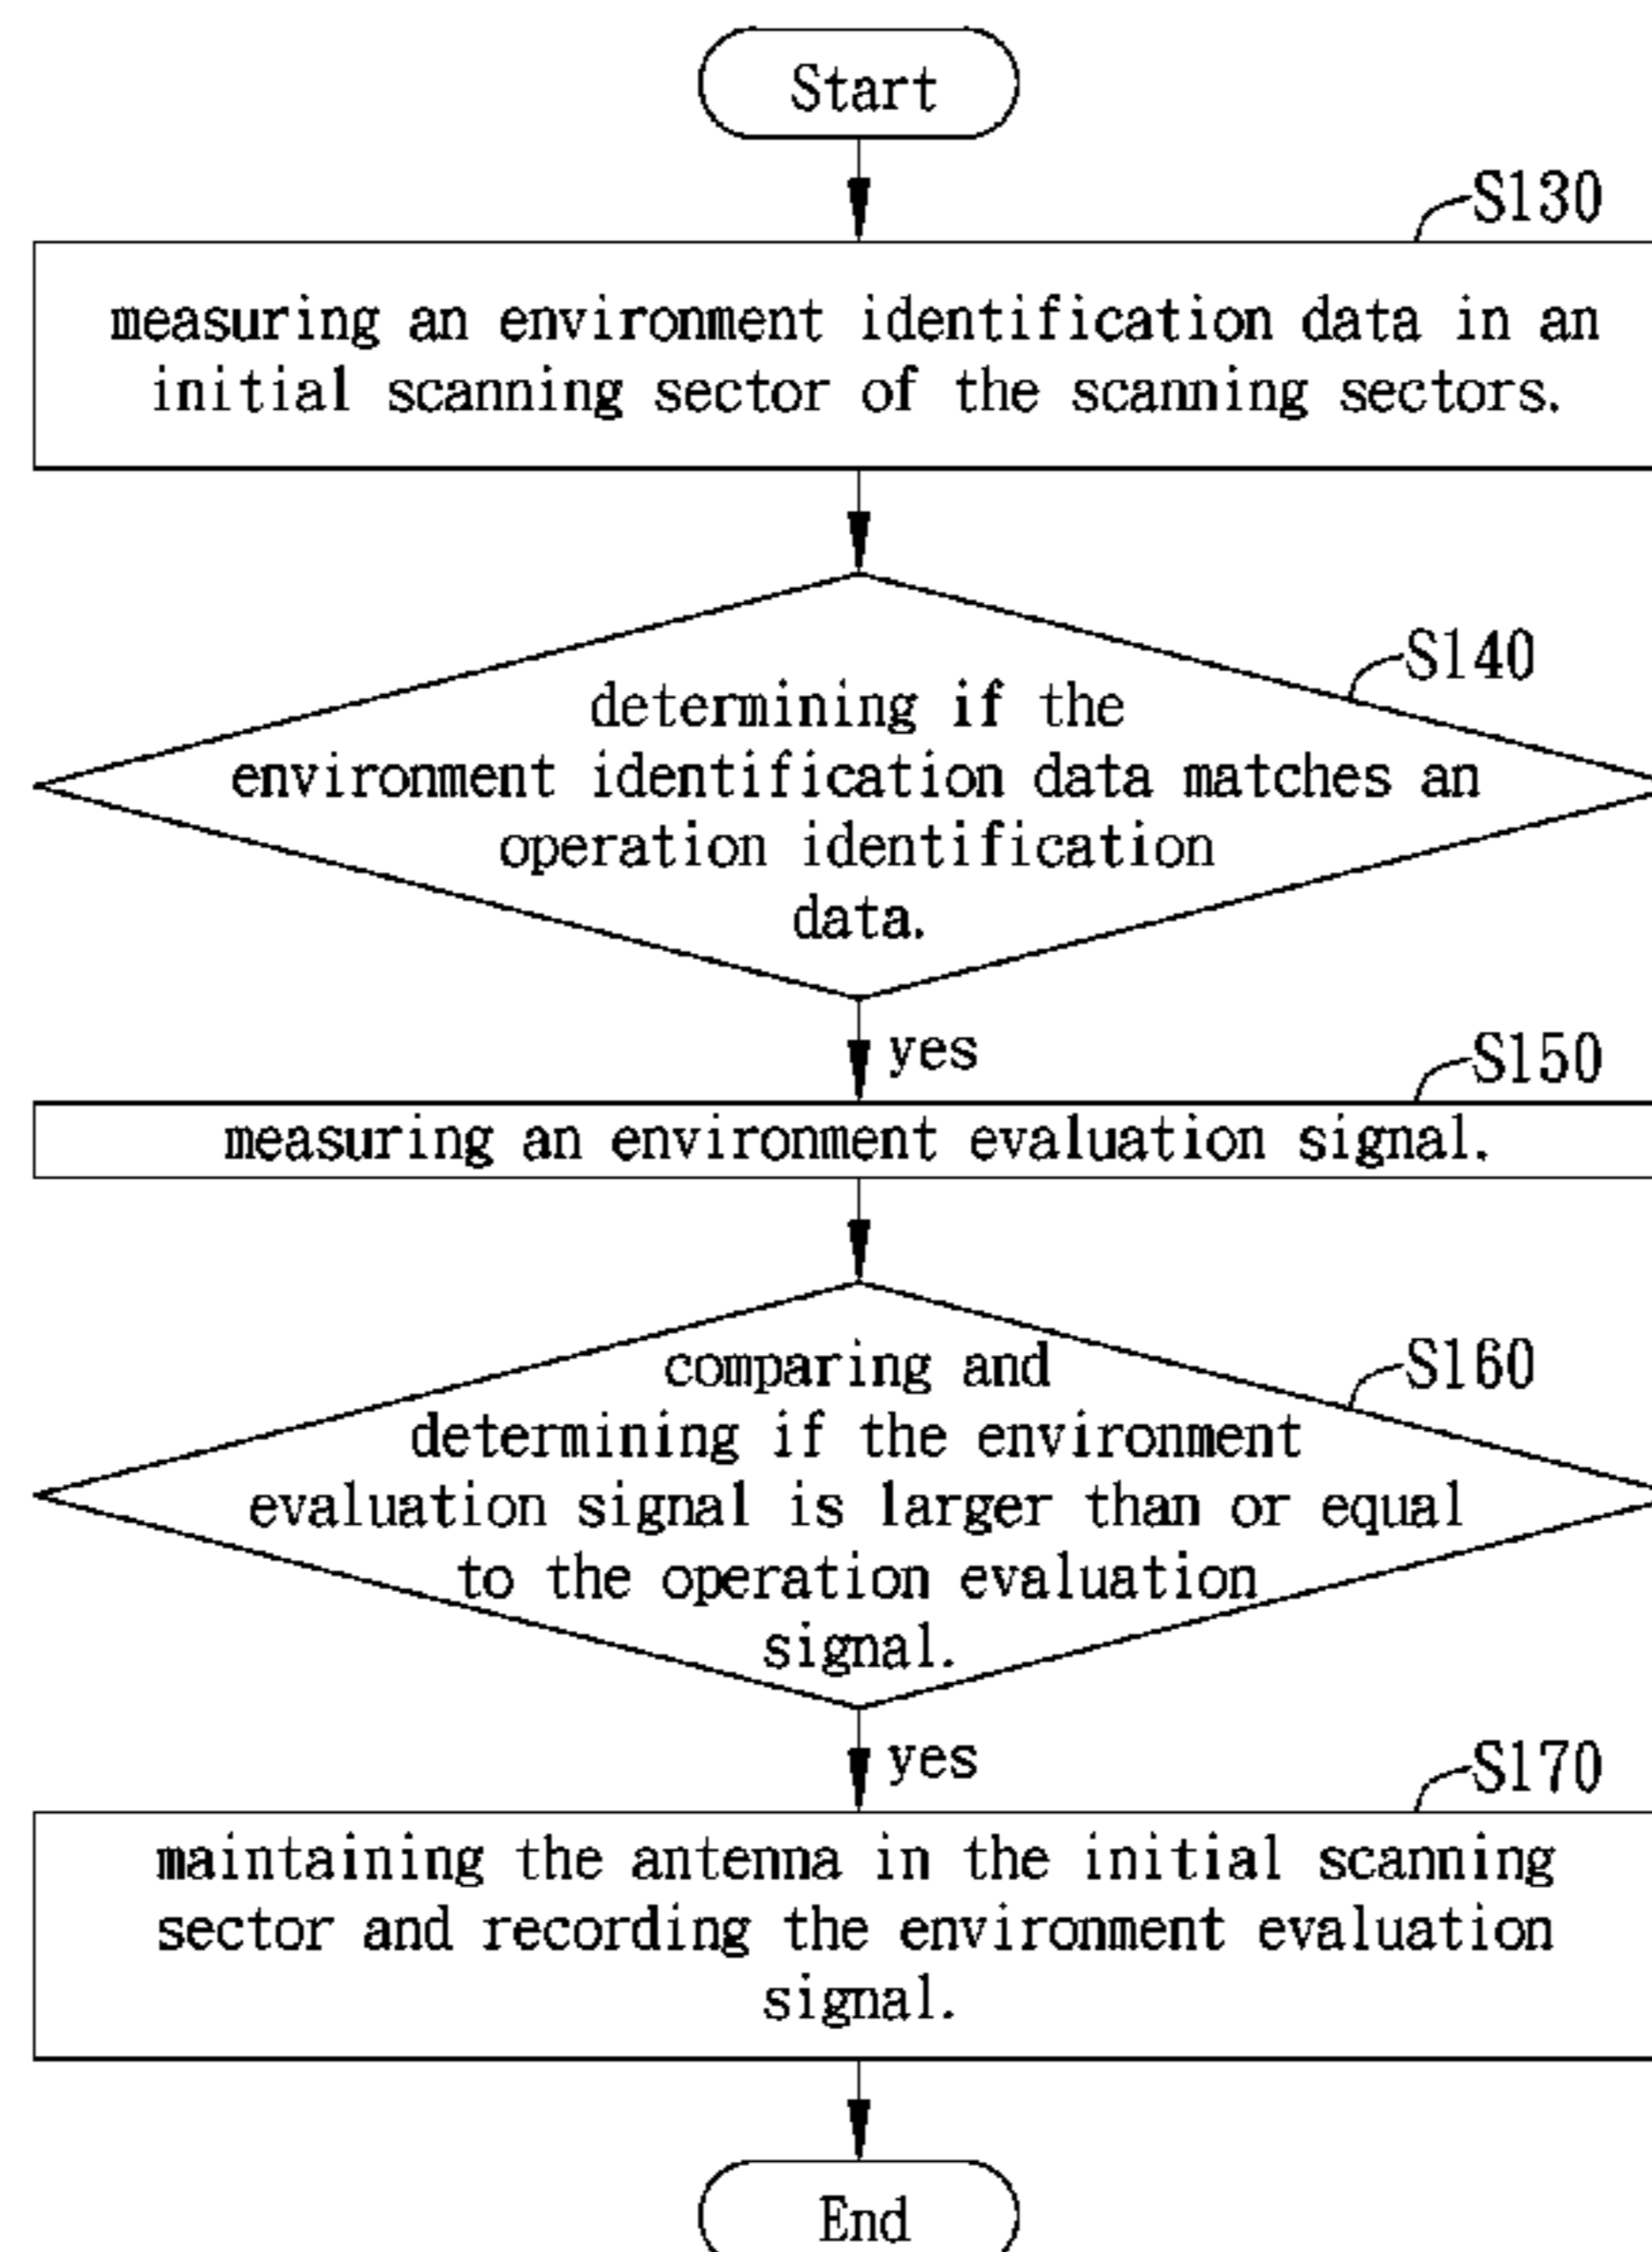 Start
S130
measuring an environment identification data in an
initial scanning sector of the scanning sectors.
S140
determining if the
environment identification data matches an
operation identification
data.
yes
S150
measuring an environment evaluation signal.
S160
comparing and
determining if the environment
evaluation signal is larger than or equal
to the operation evaluation
signal.
yes
S170
maintaining the antenna in the initial scanning
sector and recording the environment evaluation
signal.
End